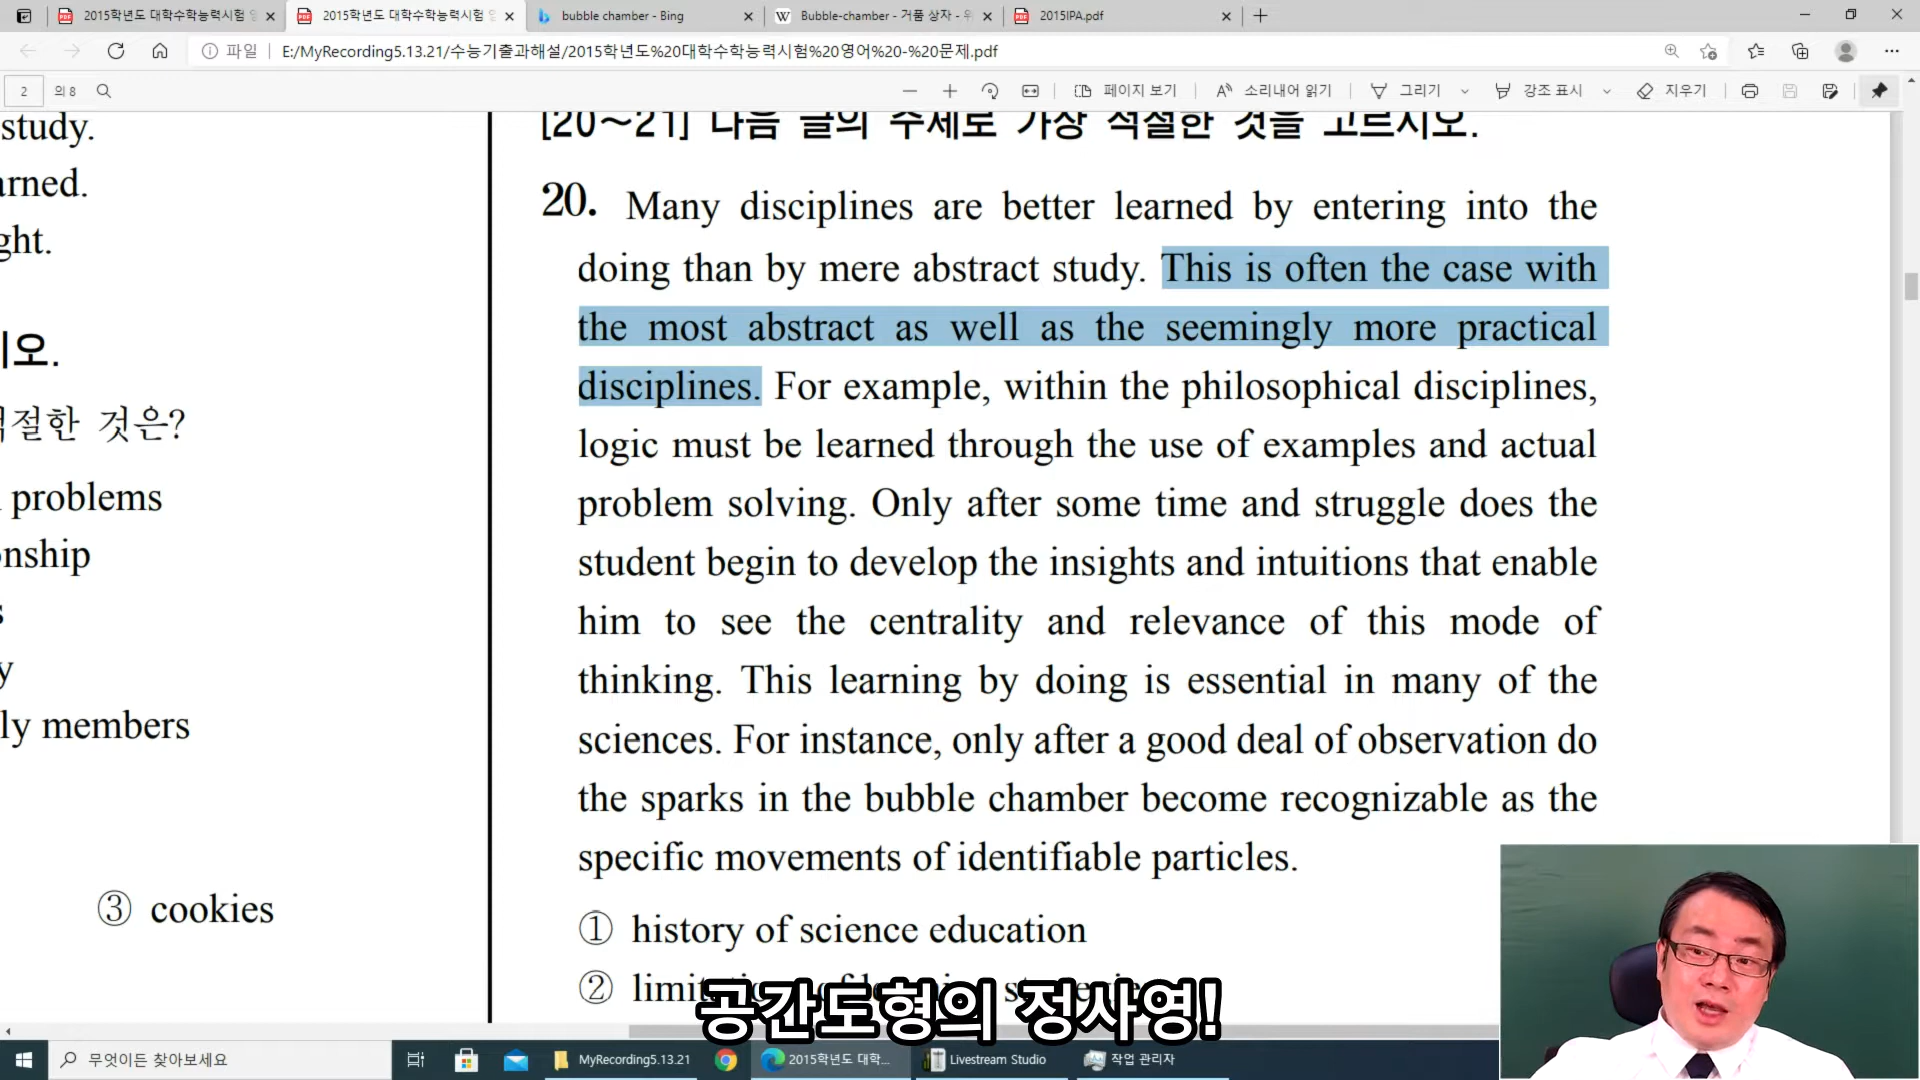 2015학년도 대학수학능력시험 영
2015학년도 대학수학능력시험 영
bubble chamber - Bing
Bubble-chamber - 거품 상자 - 위
2015IPA.pdf
파일
E:/MyRecording5.13.21/수능기출과해설/2015학년도%20대학수학능력시험%20영어%20-%20문제.pdf
2 의 8
페이지 보기
소리내어 읽기
그리기
강조 표시
지우기
study.
arned.
ght.
오.
절한 것은?
problems
onship
s
y
ly members
③ cookies
[20～21] 다음 글의 주제로 가장 적절한 것을 고르시오.
20. Many disciplines are better learned by entering into the
doing than by mere abstract study. This is often the case with
the most abstract as well as the seemingly more practical
disciplines. For example, within the philosophical disciplines,
logic must be learned through the use of examples and actual
problem solving. Only after some time and struggle does the
student begin to develop the insights and intuitions that enable
him to see the centrality and relevance of this mode of
thinking. This learning by doing is essential in many of the
sciences. For instance, only after a good deal of observation do
the sparks in the bubble chamber become recognizable as the
specific movements of identifiable particles.
① history of science education
② limit
공간도형의 정사영!
무엇이든 찾아보세요
MyRecording5.13.21
2015학년도 대학...
Livestream Studio
작업 관리자